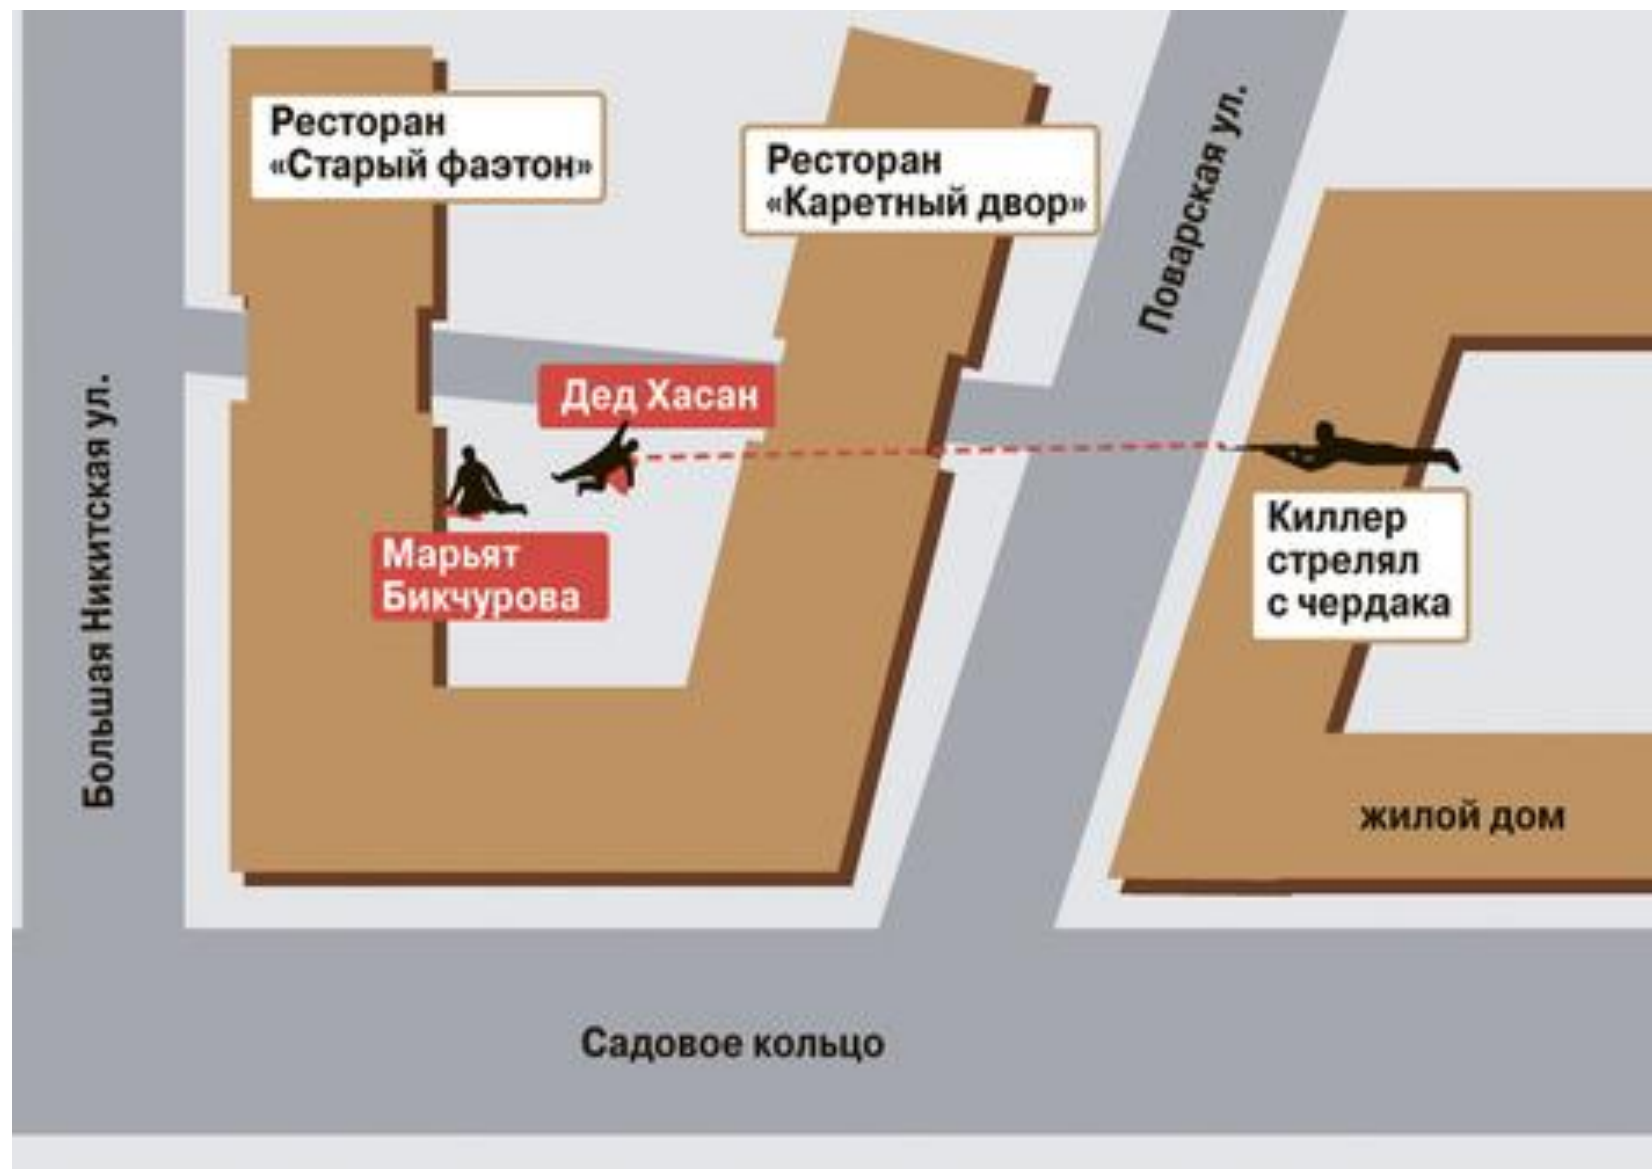 Ресторан
«Старый фаэтон»
Ресторан
«Каретный двор»
Поварская ул.
Дед Хасан
Большая Никитская ул.
Марьят
Бикчурова
Киллер
стрелял
с чердака
жилой дом
Садовое кольцо